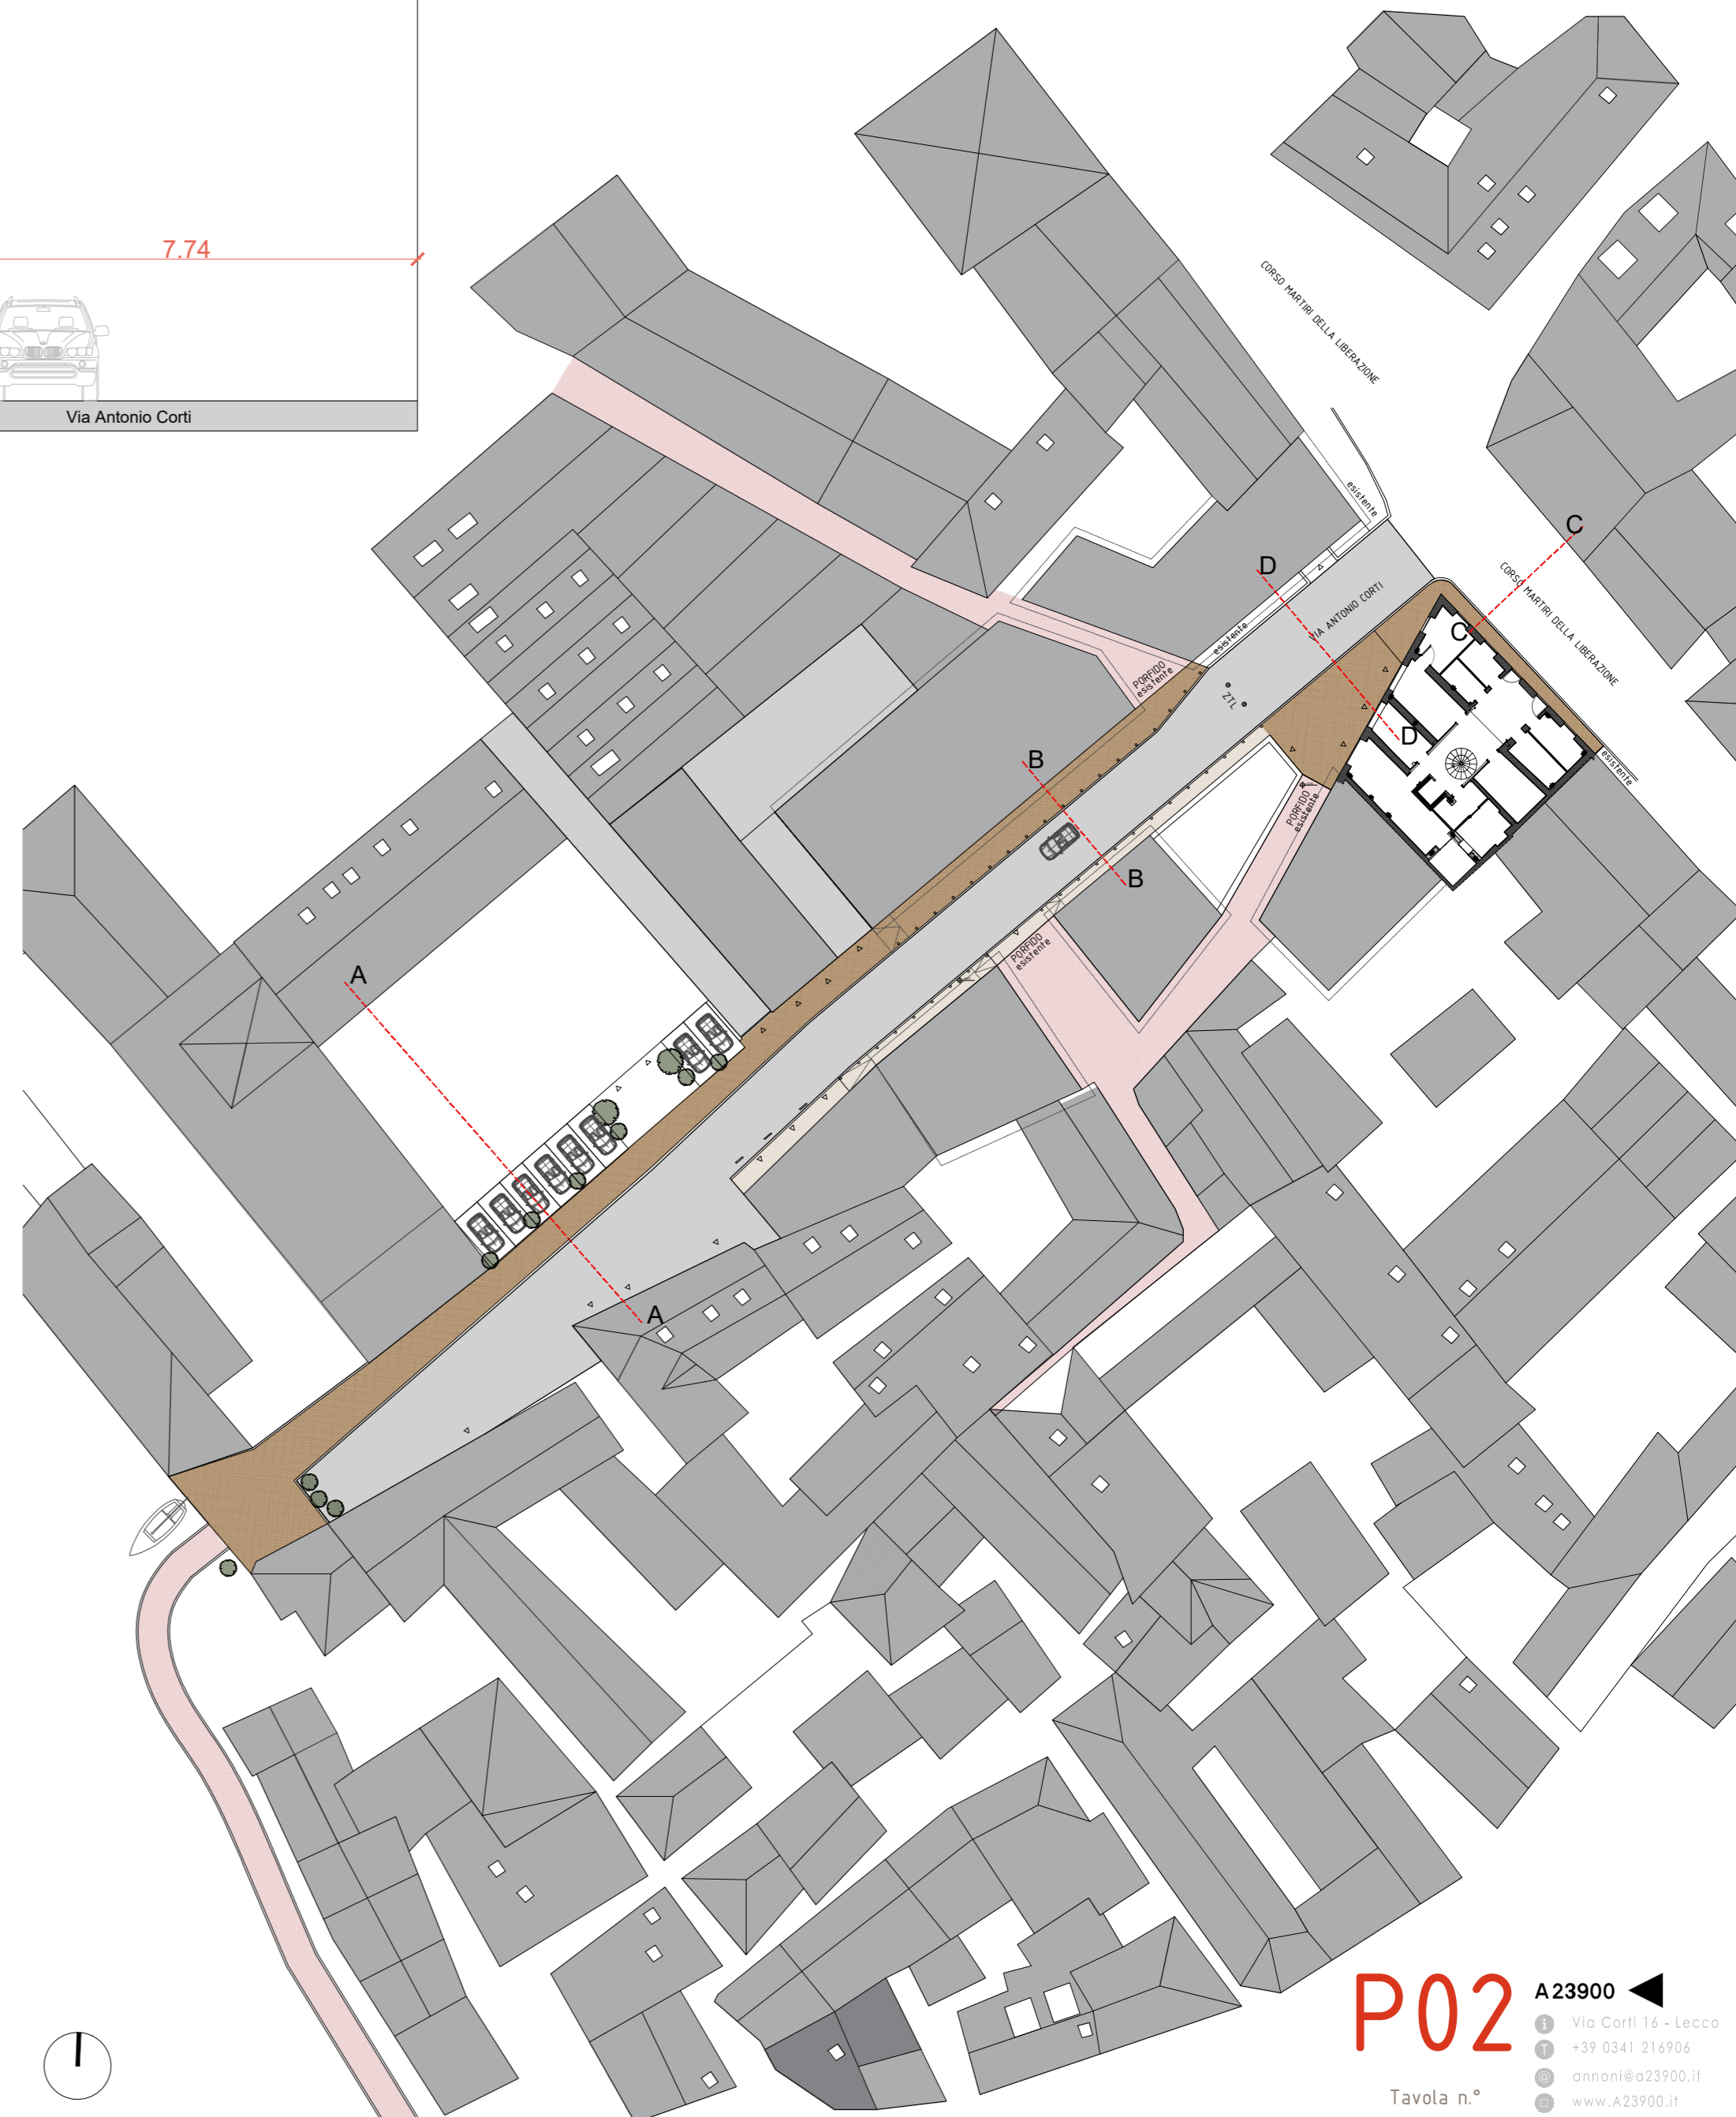 7.74
Via Antonio Corti
CORSO MARTIRI DELLA LIBERAZIONE
esistente
C
D
CORSO MARTIRI DELLA LIBERAZIONE
VIA ANTONIO CORTI
C
esistente
PORFIDO
esistente
ZTL
D
esistente
B
PORFIDO
esistente
B
PORFIDO
esistente
A
A
P02
Tavola n.°
A23900
Via Corti 16 - Lecco
T +39 0341 216906
@ annoni@a23900.it
www.A23900.it